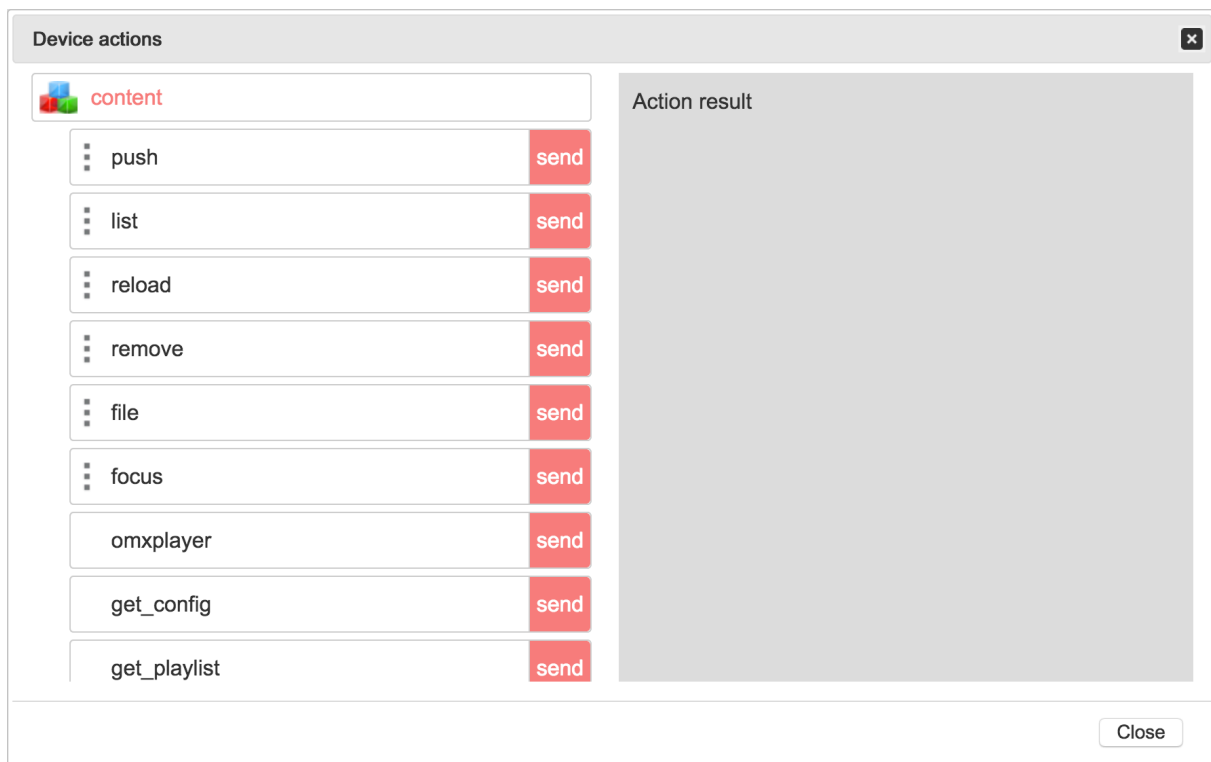 Device actions
content
Action result
push send
list send
reload send
remove send
file send
focus send
omxplayer send
get_config send
get_playlist send
Close